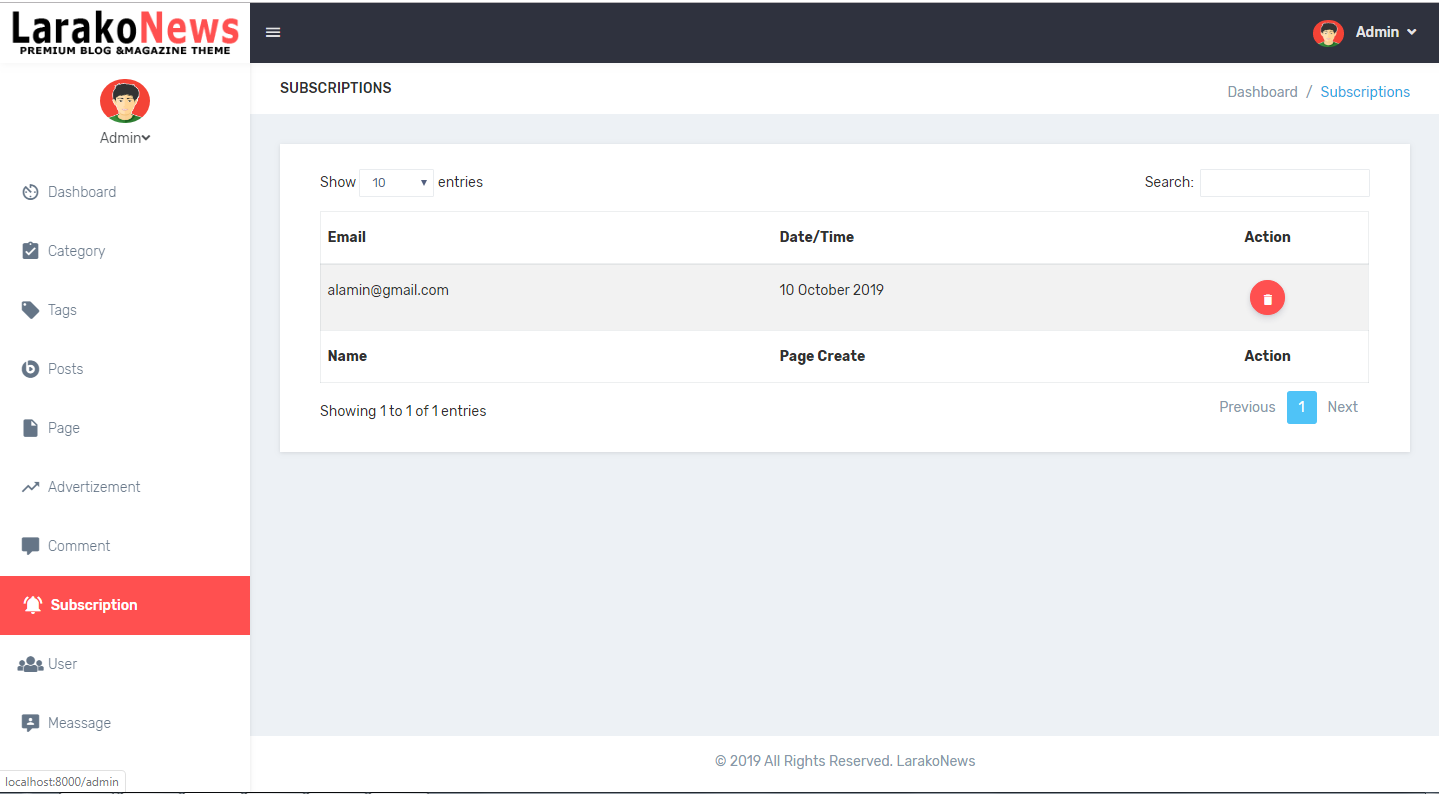 LarakoNews
PREMIUM BLOG &MAGAZINE THEME
Admin
Admin
Dashboard
Category
Tags
Posts
Page
Advertizement
Comment
Subscription
User
Meassage
SUBSCRIPTIONS
Dashboard / Subscriptions
Show 10 entries
Search:
Email Date/Time Action
alamin@gmail.com 10 October 2019
Name Page Create Action
Showing 1 to 1 of 1 entries
Previous 1 Next
© 2019 All Rights Reserved. LarakoNews
localhost:8000/admin